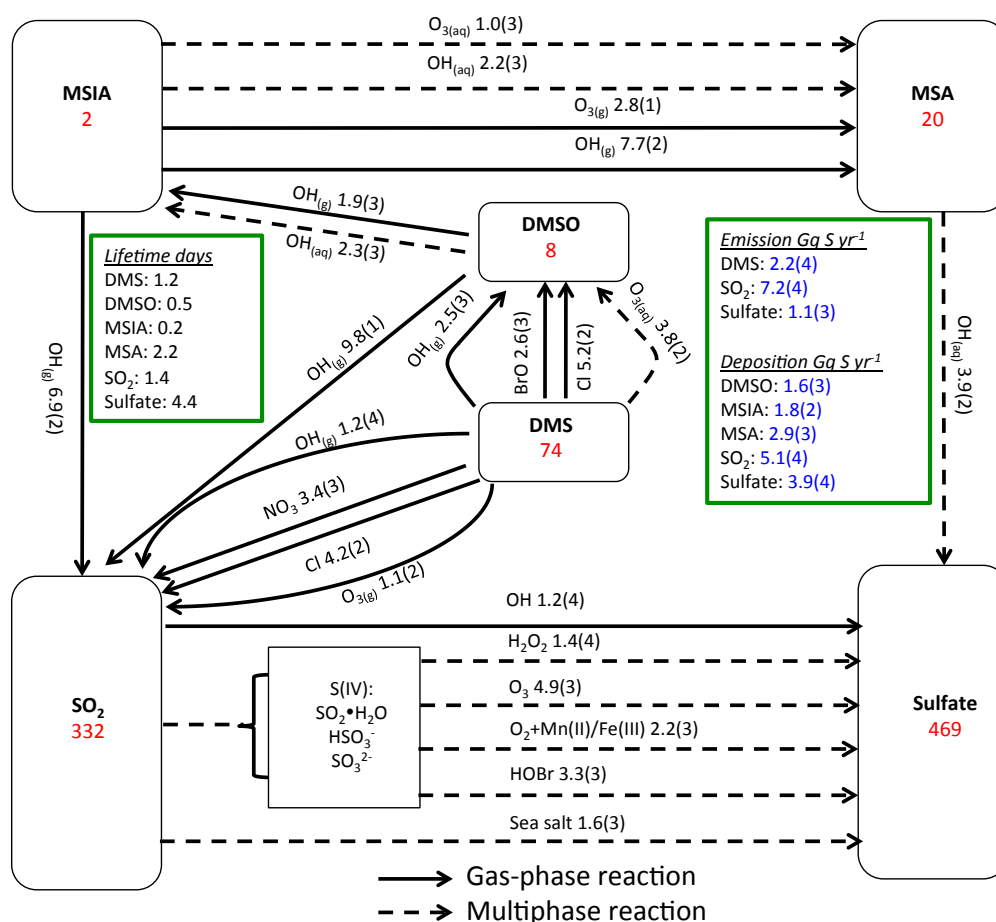 O₃(aq) 1.0(3)
OH(aq) 2.2(3)
O₃(g) 2.8(1)
OH(g) 7.7(2)
MSIA
2
MSA
20
OH(g) 1.9(3)
OH(aq) 2.3(3)
DMSO
8
Lifetime days
DMS: 1.2
DMSO: 0.5
MSIA: 0.2
MSA: 2.2
SO₂: 1.4
Sulfate: 4.4
Emission Gg S yr⁻¹
DMS: 2.2(4)
SO₂: 7.2(4)
Sulfate: 1.1(3)
Deposition Gg S yr⁻¹
DMSO: 1.6(3)
MSIA: 1.8(2)
MSA: 2.9(3)
SO₂: 5.1(4)
Sulfate: 3.9(4)
OH(g) 6.9(2)
OH(g) 9.8(1)
OH(g) 2.5(3)
BrO 2.6(3)
Cl 5.2(2)
O₃(aq) 3.8(2)
OH(aq) 3.9(2)
DMS
74
OH(g) 1.2(4)
NO₃ 3.4(3)
Cl 4.2(2)
O₃(g) 1.1(2)
SO₂
332
OH 1.2(4)
H₂O₂ 1.4(4)
O₃ 4.9(3)
O₂+Mn(II)/Fe(III) 2.2(3)
HOBr 3.3(3)
Sea salt 1.6(3)
S(IV):
SO₂•H₂O
HSO₃⁻
SO₃²⁻
Sulfate
469
Gas-phase reaction
Multiphase reaction